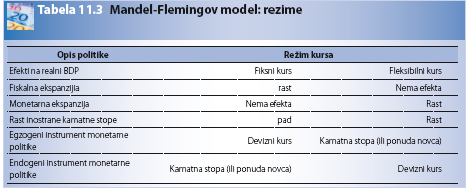 Tabela 11.3 Mandel-Flemingov model: rezime
Opis politike Režim kursa
Efekti na realni BDP Fiksni kurs Fleksibilni kurs
Fiskalna ekspanzija rast Nema efekta
Monetarna ekspanzija Nema efekta Rast
Rast inostrane kamatne stope pad Rast
Egzogeni instrument monetarne
politike Devizni kurs Kamatna stopa (ili ponuda novca)
Endogeni instrument monetarne
politike Kamatna stopa (ili ponuda novca) Devizni kurs